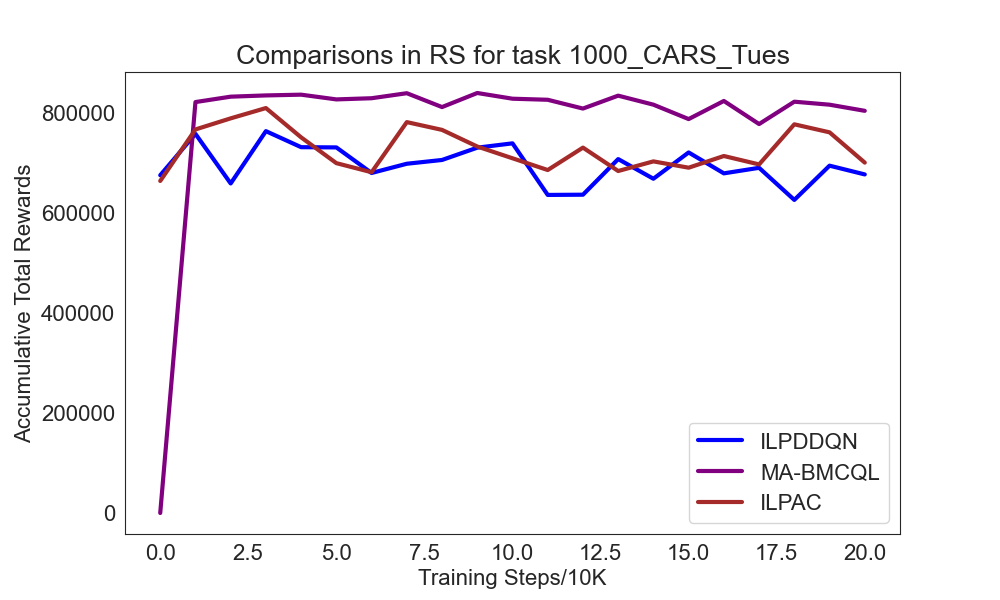 Comparisons in RS for task 1000_CARS_Tues
Accumulative Total Rewards
800000
600000
400000
200000
0
ILPDDQN
MA-BMCQL
ILPAC
0.0 2.5 5.0 7.5 10.0 12.5 15.0 17.5 20.0
Training Steps/10K